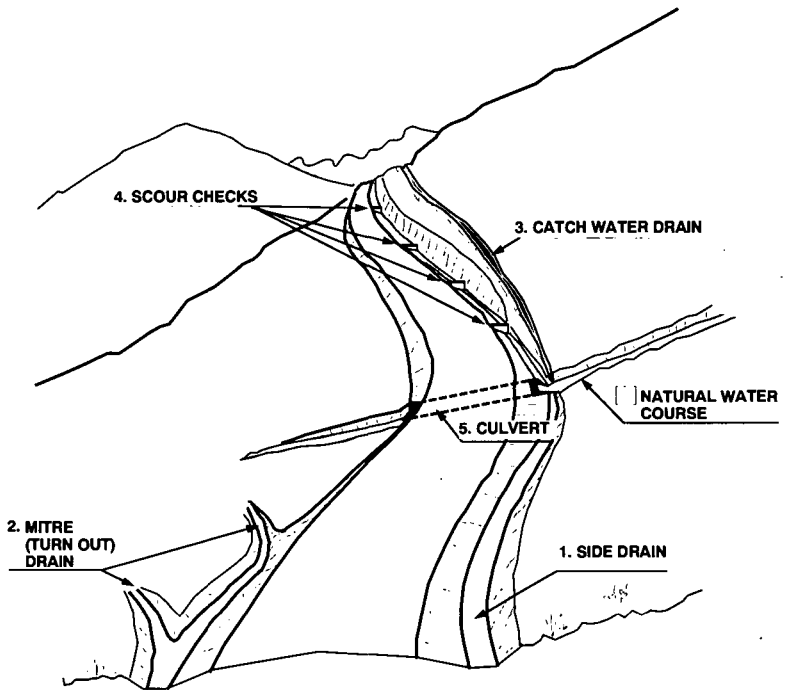 4. SCOUR CHECKS
3. CATCH WATER DRAIN
[ ] NATURAL WATER
COURSE
5. CULVERT
2. MITRE
(TURN OUT)
DRAIN
1. SIDE DRAIN